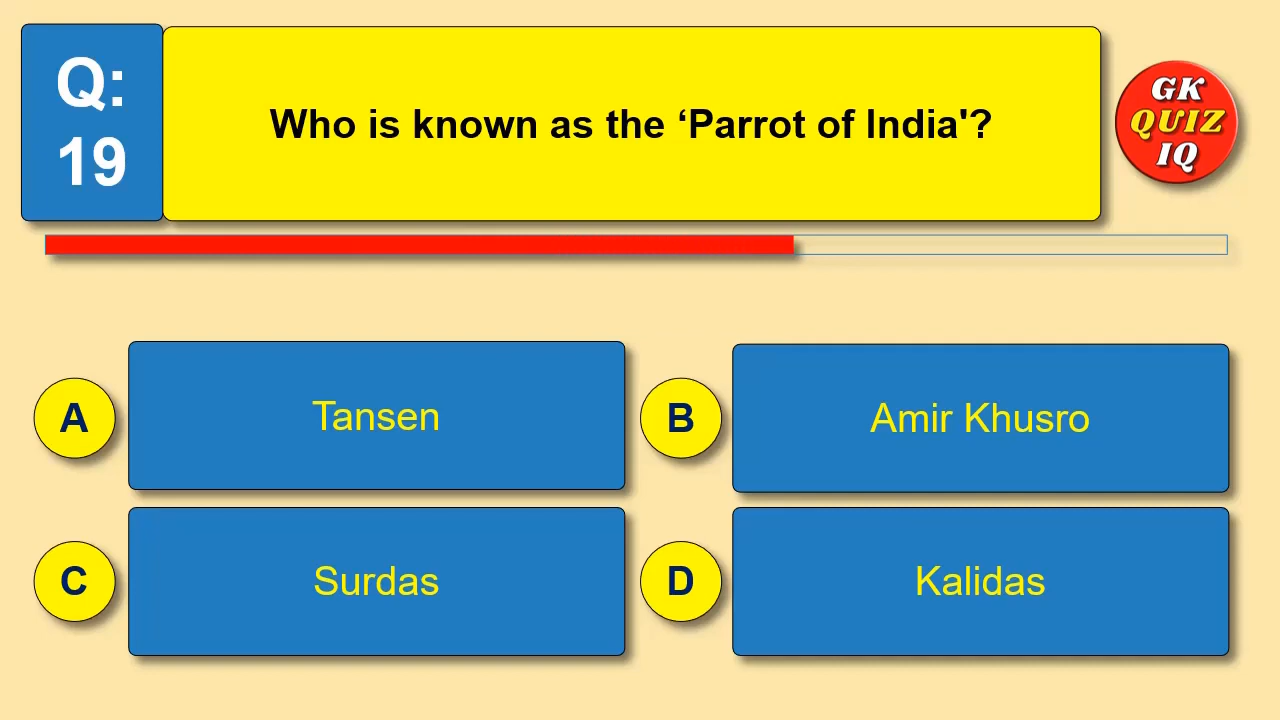 Q:
19
Who is known as the ‘Parrot of India'?
GK
QUIZ
IQ
A
Tansen
B
Amir Khusro
C
Surdas
D
Kalidas